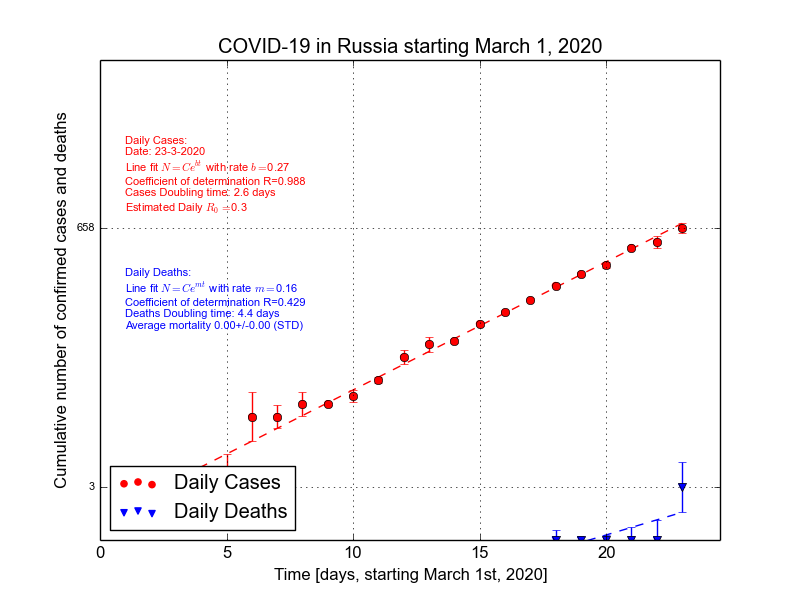 COVID-19 in Russia starting March 1, 2020
Cumulative number of confirmed cases and deaths
Daily Cases:
Date: 23-3-2020
Line fit N=Ce^{bt} with rate b=0.27
Coefficient of determination R=0.988
Cases Doubling time: 2.6 days
Estimated Daily R_0=0.3
658
Daily Deaths:
Line fit N=Ce^{mt} with rate m=0.16
Coefficient of determination R=0.429
Deaths Doubling time: 4.4 days
Average mortality 0.00+/-0.00 (STD)
3
Daily Cases
Daily Deaths
0 5 10 15 20
Time [days, starting March 1st, 2020]